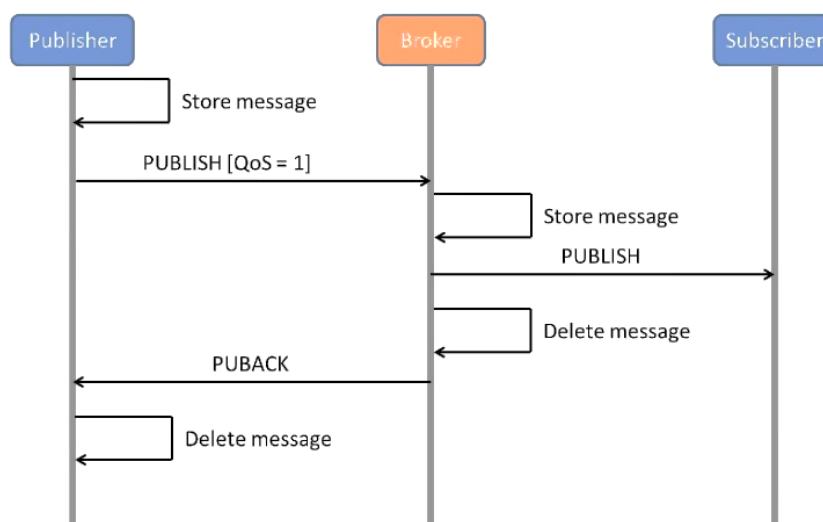 Publisher
Broker
Subscriber
Store message
PUBLISH [QoS = 1]
Store message
PUBLISH
Delete message
PUBACK
Delete message